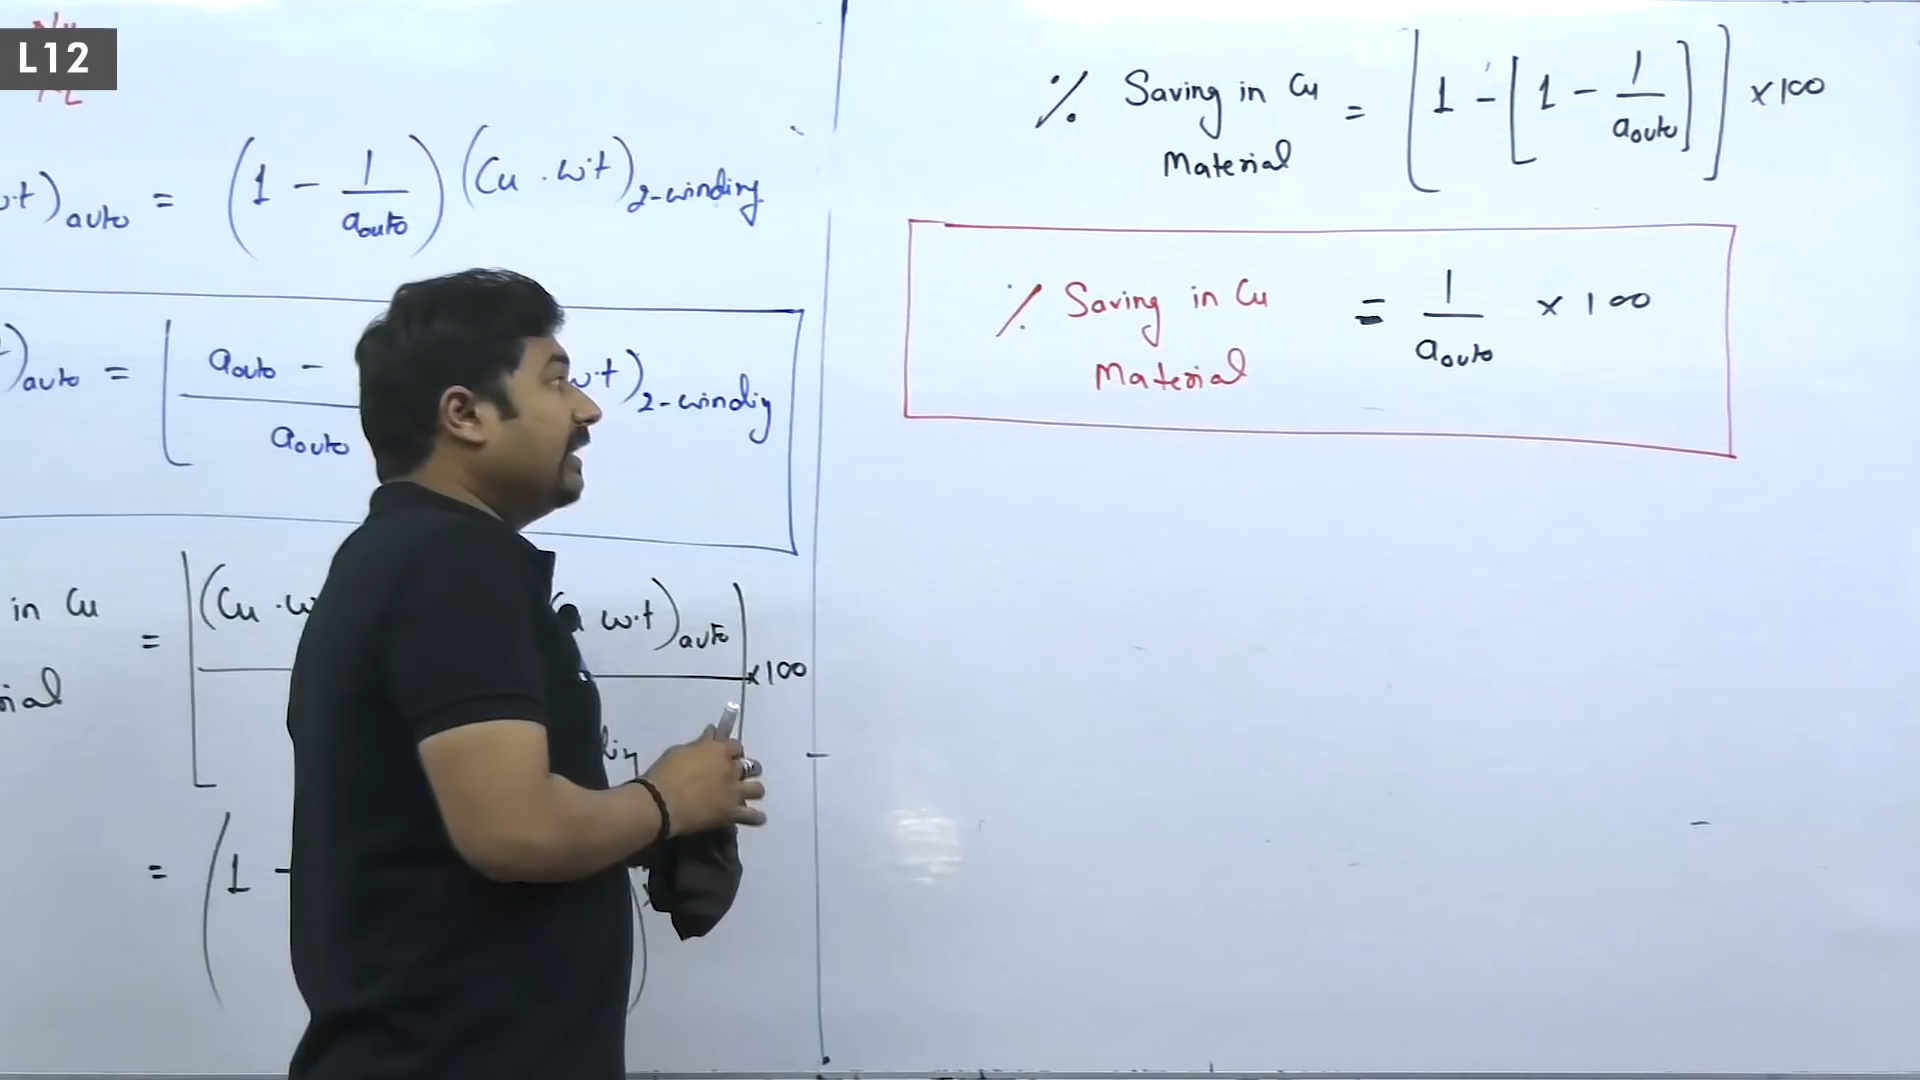 L12
)auto = (1 - 1/aauto) (Cu . wt)2-winding
)auto = [aauto - / aauto wt)2-winding
in Cu = [(Cu . w wt)auto / ] x100
= (1 -
% Saving in Cu Material = [1 - [1 - 1/aauto]] x100
% Saving in Cu Material = 1/aauto x 100